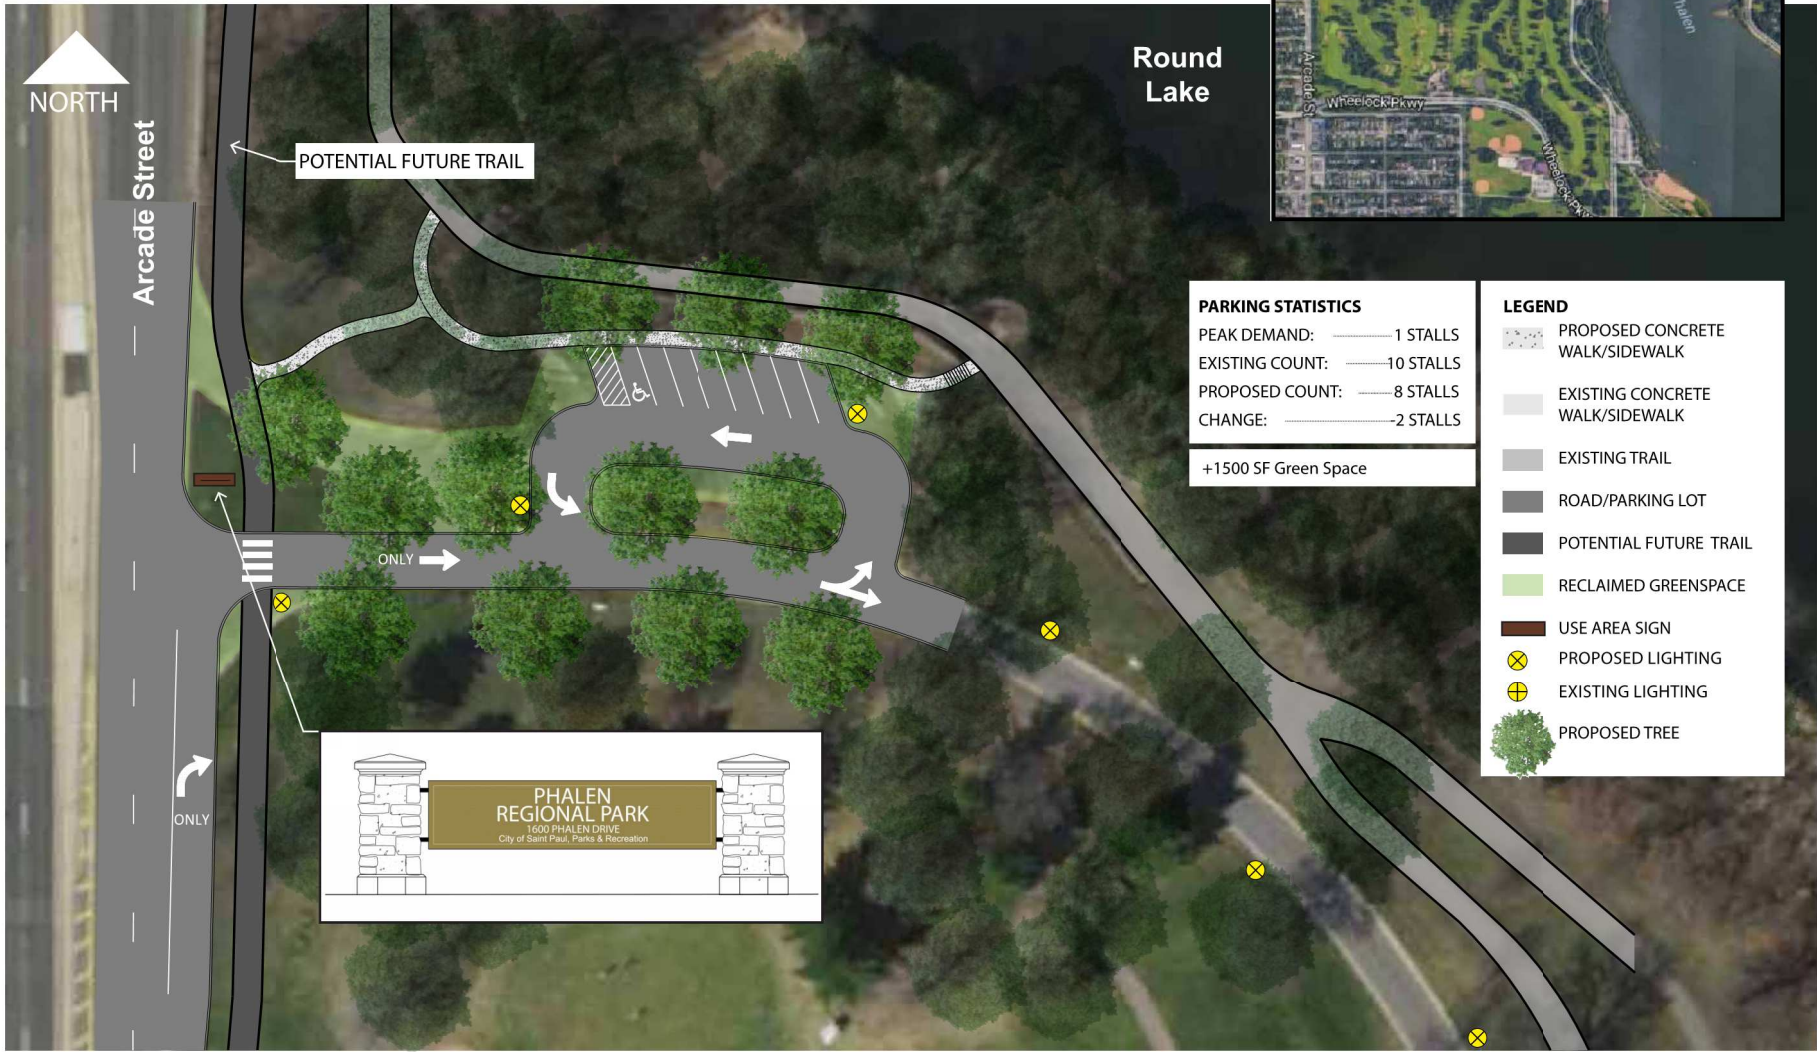 NORTH
Arcade Street
POTENTIAL FUTURE TRAIL
Round
Lake
Arcade St
Wheelock Pkwy
Wheelock Pkwy
halen
PARKING STATISTICS
PEAK DEMAND: 1 STALLS
EXISTING COUNT: 10 STALLS
PROPOSED COUNT: 8 STALLS
CHANGE: -2 STALLS
+1500 SF Green Space
LEGEND
PROPOSED CONCRETE
WALK/SIDEWALK
EXISTING CONCRETE
WALK/SIDEWALK
EXISTING TRAIL
ROAD/PARKING LOT
POTENTIAL FUTURE TRAIL
RECLAIMED GREENSPACE
USE AREA SIGN
PROPOSED LIGHTING
EXISTING LIGHTING
PROPOSED TREE
ONLY
ONLY
PHALEN
REGIONAL PARK
1600 PHALEN DRIVE
City of Saint Paul, Parks & Recreation